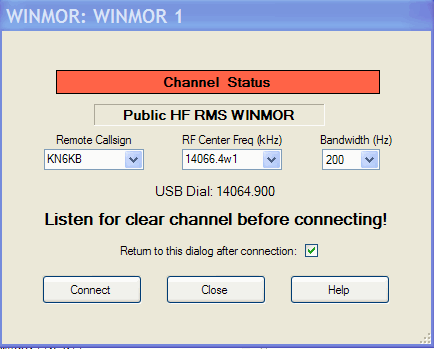 WINMOR: WINMOR 1
Channel Status
Public HF RMS WINMOR
Remote Callsign RF Center Freq (kHz) Bandwidth (Hz)
KN6KB 14066.4w1 200
USB Dial: 14064.900
Listen for clear channel before connecting!
Return to this dialog after connection:
Connect Close Help